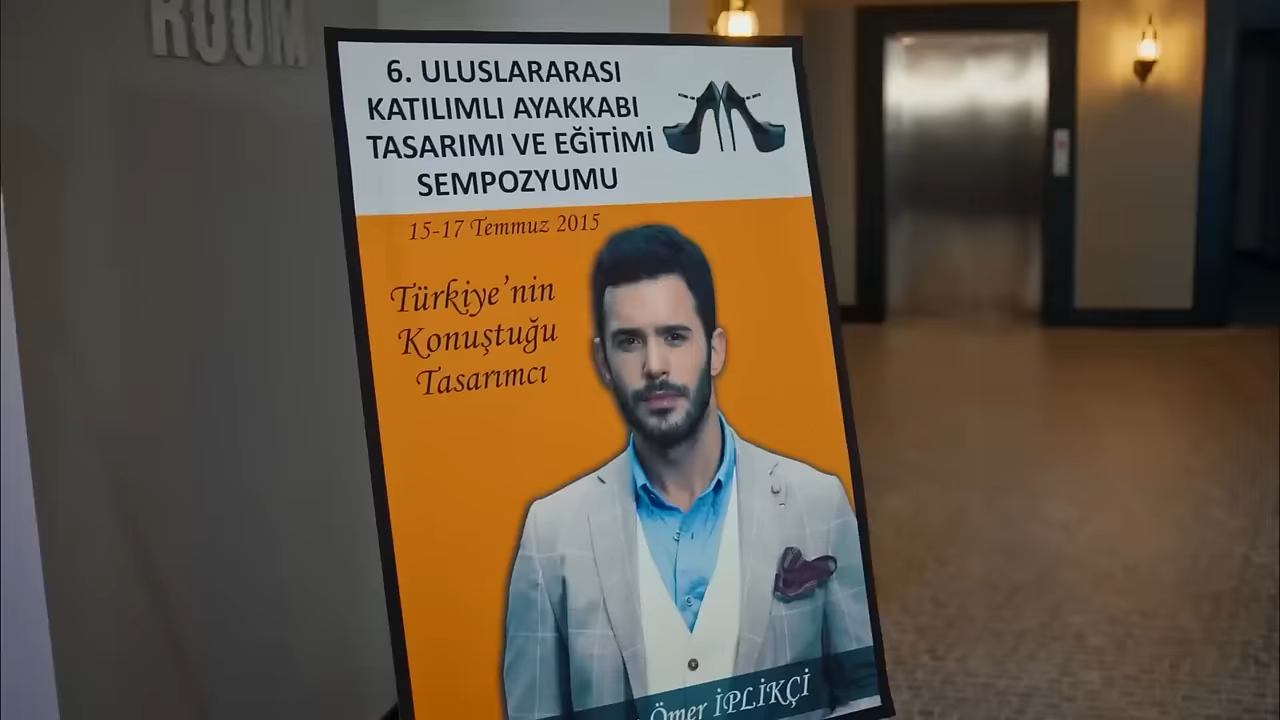 ROOM
6. ULUSLARARASI
KATILIMLI AYAKKABI
TASARIMI VE EĞİTİMİ
SEMPOZYUMU
15-17 Temmuz 2015
Türkiye'nin
Konuştuğu
Tasarımcı
Ömer İPLİKÇİ